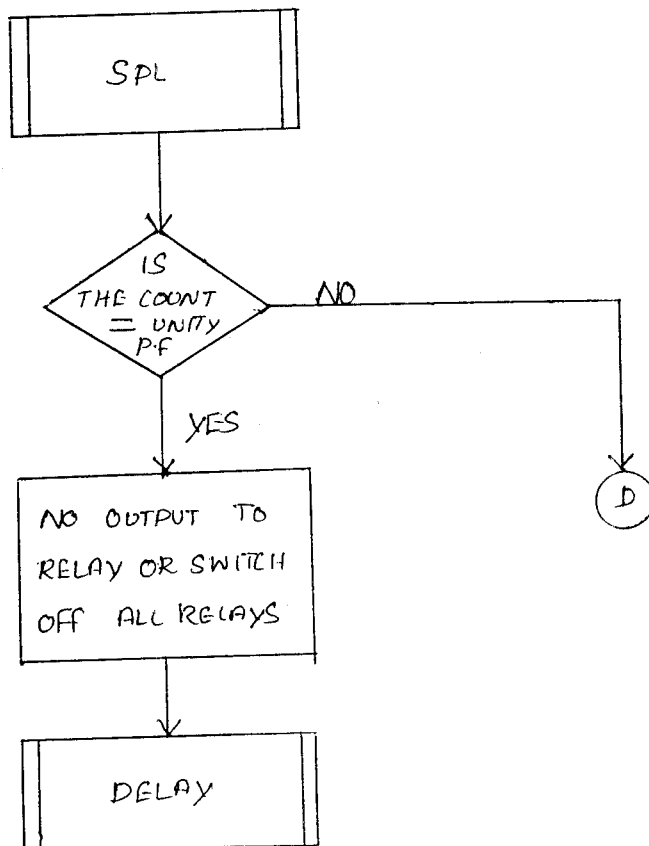 SPL
IS
THE COUNT
= UNITY
P.f
NO
YES
D
NO OUTPUT TO
RELAY OR SWITCH
OFF ALL RELAYS
DELAY